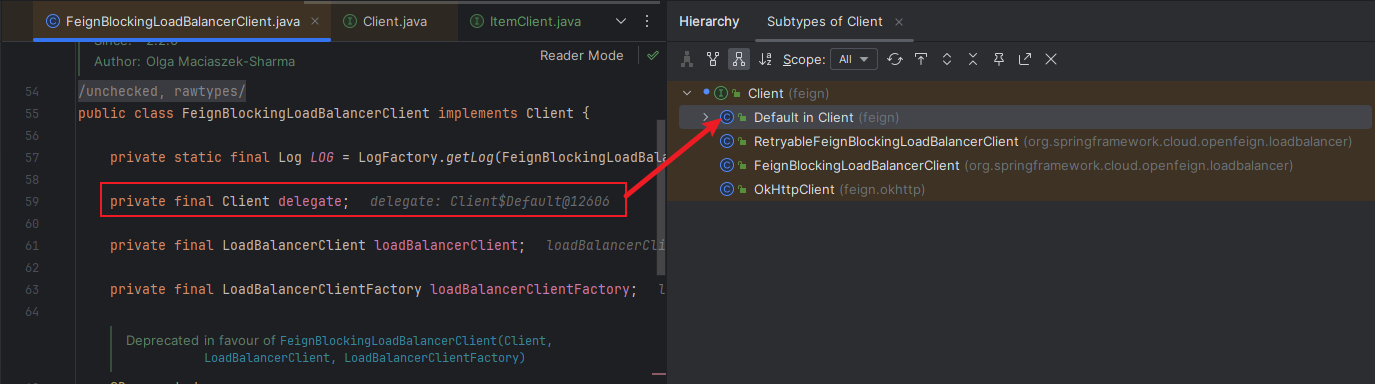 FeignBlockingLoadBalancerClient.java
Client.java
ItemClient.java
Author: Olga Maciaszek-Sharma
Reader Mode
54 /unchecked, rawtypes/
55 public class FeignBlockingLoadBalancerClient implements Client {
56
57 private static final Log LOG = LogFactory.getLog(FeignBlockingLoadBala
58
59 private final Client delegate; delegate: Client$Default@12606
60
61 private final LoadBalancerClient loadBalancerClient; loadBalancerCli
62
63 private final LoadBalancerClientFactory loadBalancerClientFactory; l
64
Deprecated in favour of FeignBlockingLoadBalancerClient(Client,
LoadBalancerClient, LoadBalancerClientFactory)
Hierarchy
Subtypes of Client
Scope:
All
Client (feign)
Default in Client (feign)
RetryableFeignBlockingLoadBalancerClient (org.springframework.cloud.openfeign.loadbalancer)
FeignBlockingLoadBalancerClient (org.springframework.cloud.openfeign.loadbalancer)
OkHttpClient (feign.okhttp)